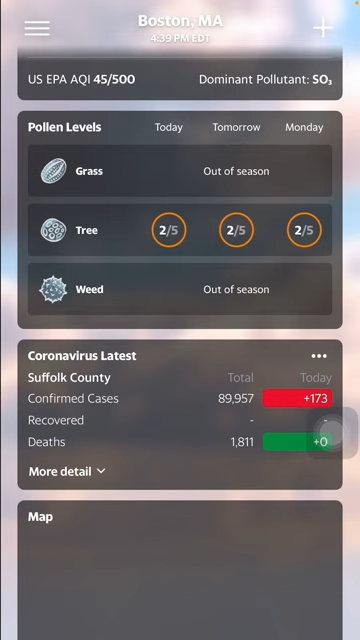 Boston, MA
4:39 PM EDT
US EPA AQI 45/500 Dominant Pollutant: SO₃
Pollen Levels Today Tomorrow Monday
Grass Out of season
Tree 2/5 2/5 2/5
Weed Out of season
Coronavirus Latest •••
Suffolk County Total Today
Confirmed Cases 89,957 +173
Recovered - -
Deaths 1,811 +0
More detail
Map